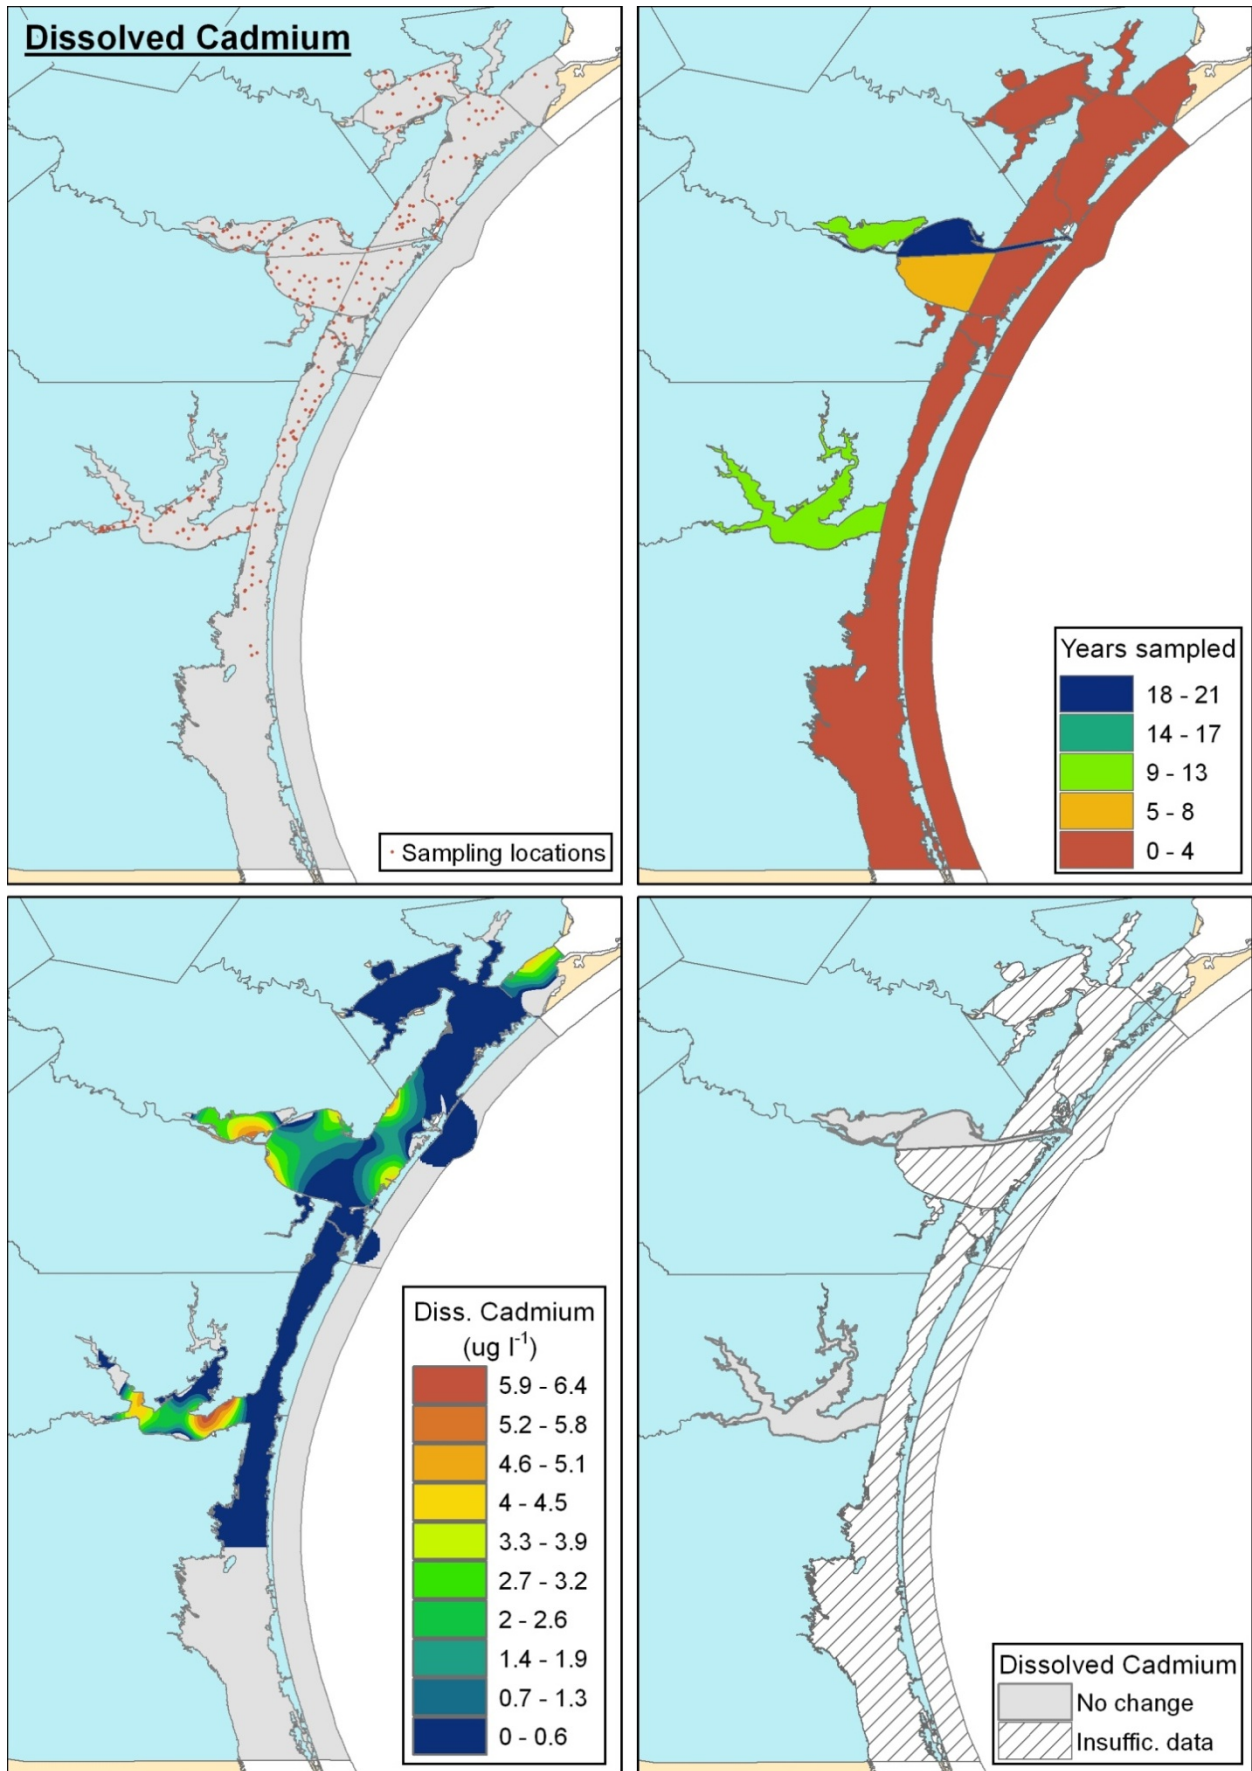 Dissolved Cadmium
Sampling locations
Years sampled
18 - 21
14 - 17
9 - 13
5 - 8
0 - 4
Diss. Cadmium
(ug l⁻¹)
5.9 - 6.4
5.2 - 5.8
4.6 - 5.1
4 - 4.5
3.3 - 3.9
2.7 - 3.2
2 - 2.6
1.4 - 1.9
0.7 - 1.3
0 - 0.6
Dissolved Cadmium
No change
Insuffic. data